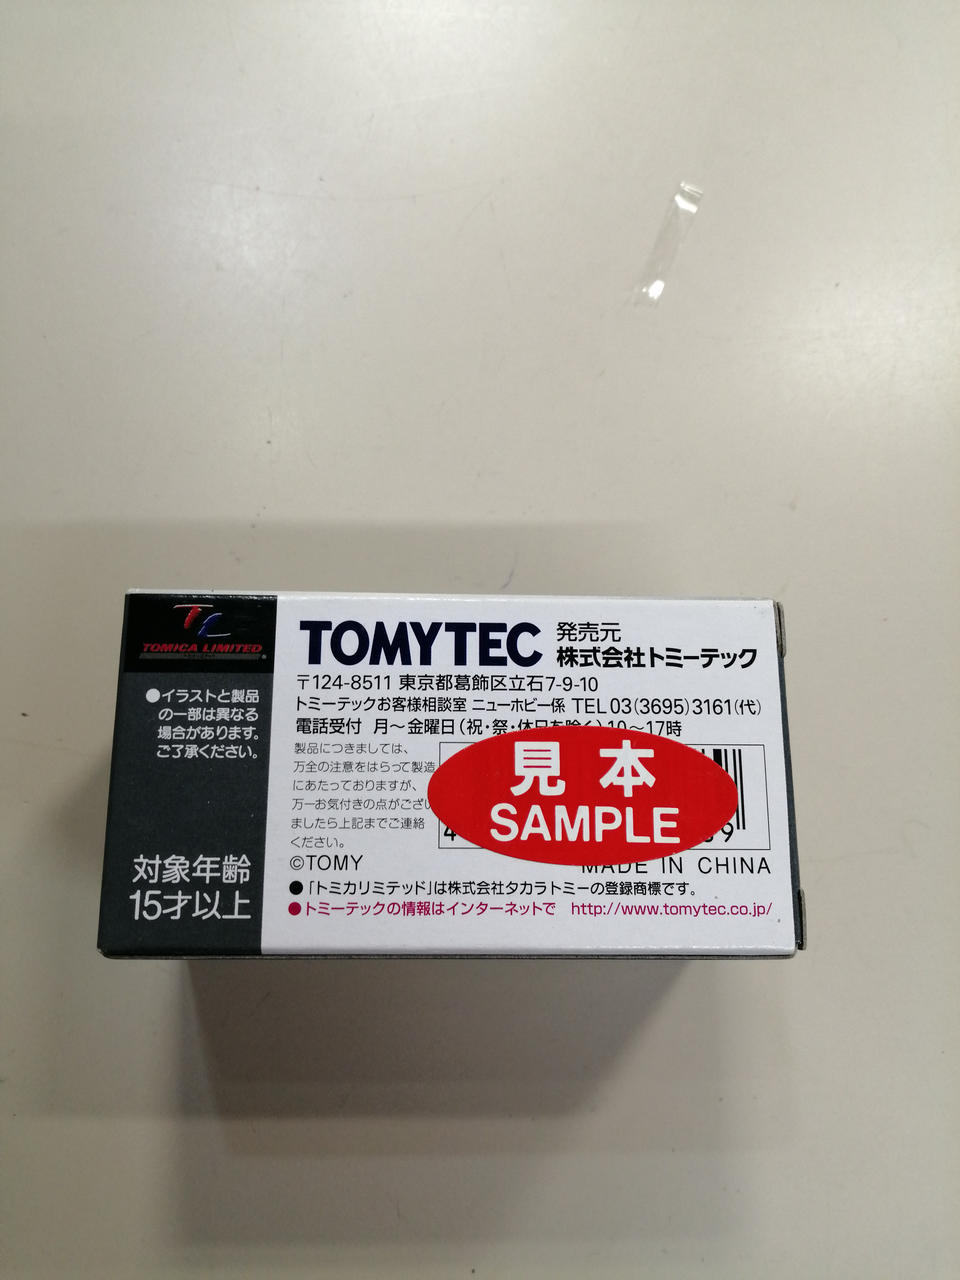 TL
TOMICA LIMITED
●イラストと製品
の一部は異なる
場合があります。
ご了承ください。
対象年齢
15才以上
TOMYTEC 発売元
株式会社トミーテック
〒124-8511 東京都葛飾区立石7-9-10
トミーテックお客様相談室 ニューホビー係 TEL 03(3695)3161(代)
電話受付 月～金曜日(祝・祭・休日を除く)10～17時
製品につきましては、
万全の注意をはらって製造
にあたっておりますが、
万一お気付きの点がござい
ましたら上記までご連絡
ください。
©TOMY
見本
SAMPLE
4
9
MADE IN CHINA
●「トミカリミテッド」は株式会社タカラトミーの登録商標です。
●トミーテックの情報はインターネットで http://www.tomytec.co.jp/